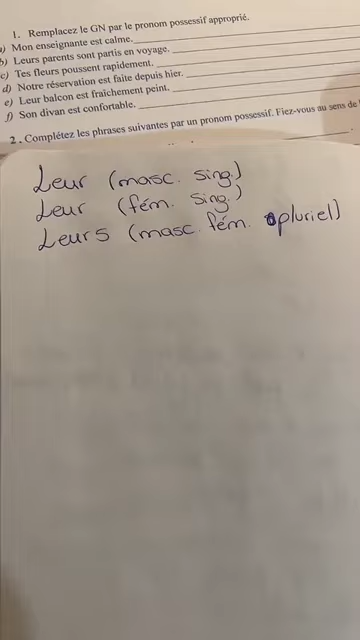 1. Remplacez le GN par le pronom possessif approprié.
a) Mon enseignante est calme.
b) Leurs parents sont partis en voyage.
c) Tes fleurs poussent rapidement.
d) Notre réservation est faite depuis hier.
e) Leur balcon est fraîchement peint.
f) Son divan est confortable.
2. Complétez les phrases suivantes par un pronom possessif. Fiez-vous au sens de
Leur (masc. sing.)
Leur (fém. sing.)
Leurs (masc. fém. pluriel)